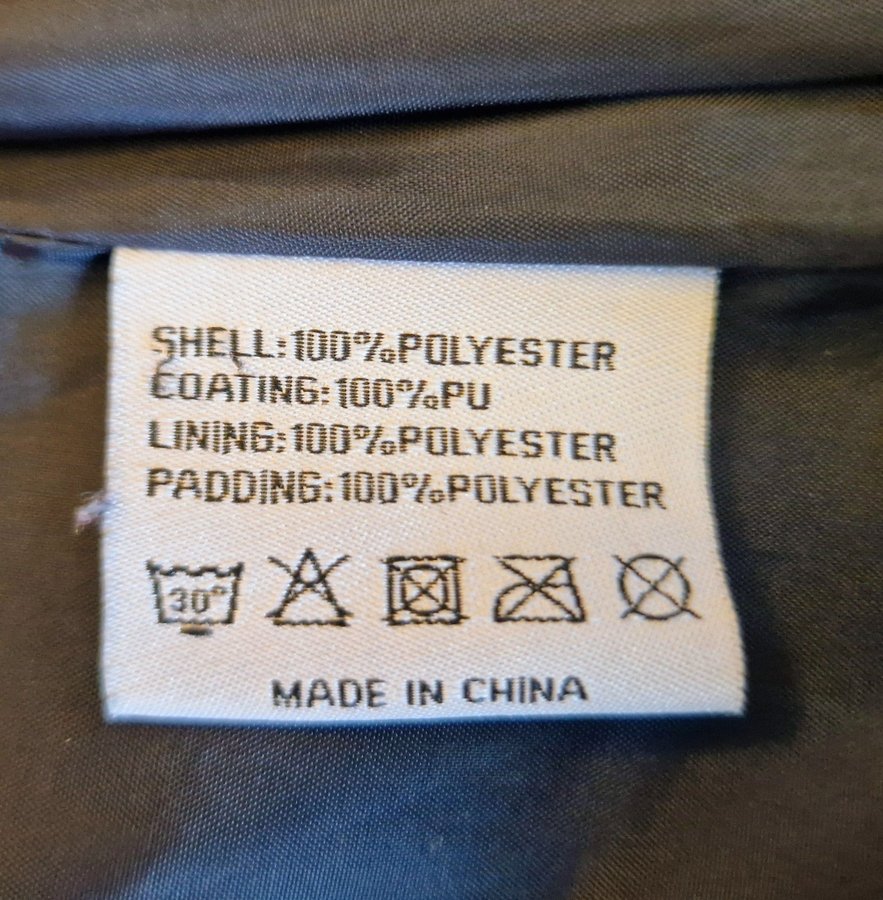 SHELL:100%POLYESTER
COATING:100%PU
LINING:100%POLYESTER
PADDING:100%POLYESTER
30°
MADE IN CHINA